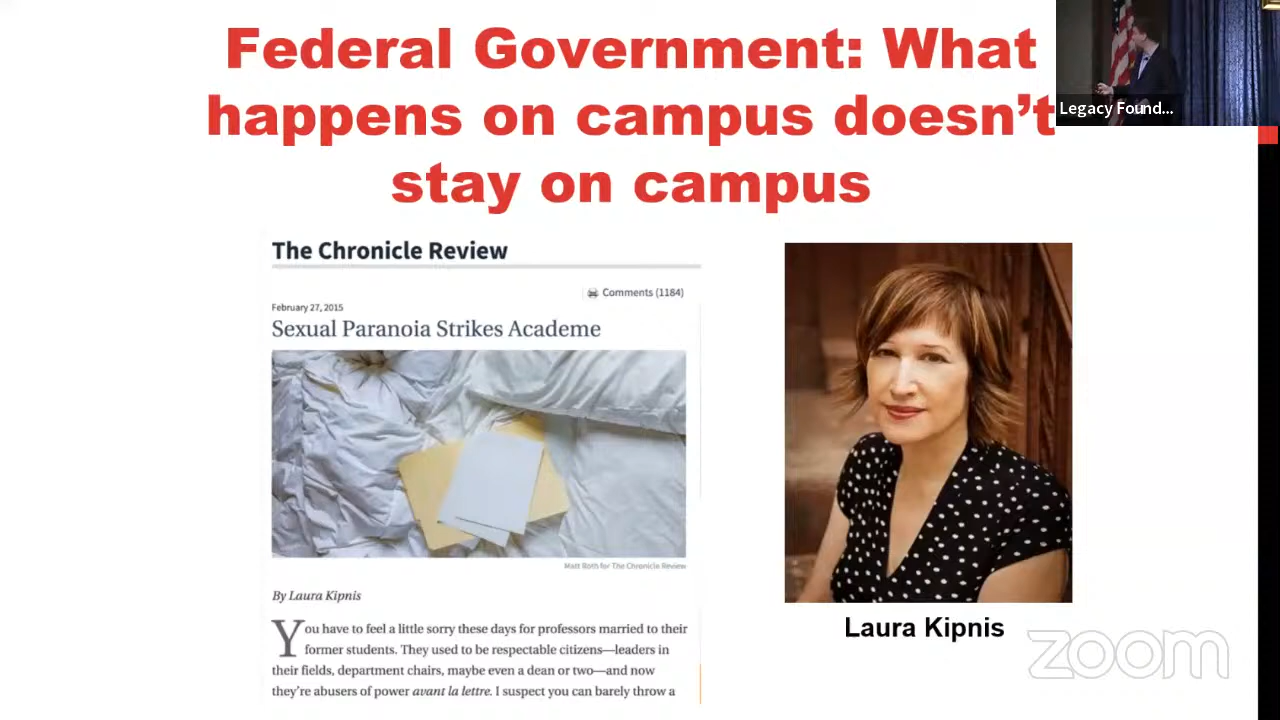 Federal Government: What
happens on campus doesn’t
stay on campus
Legacy Found...
The Chronicle Review
Comments (1184)
February 27, 2015
Sexual Paranoia Strikes Academe
Matt Roth for The Chronicle Review
By Laura Kipnis
You have to feel a little sorry these days for professors married to their
former students. They used to be respectable citizens—leaders in
their fields, department chairs, maybe even a dean or two—and now
they’re abusers of power avant la lettre. I suspect you can barely throw a
Laura Kipnis
zoom